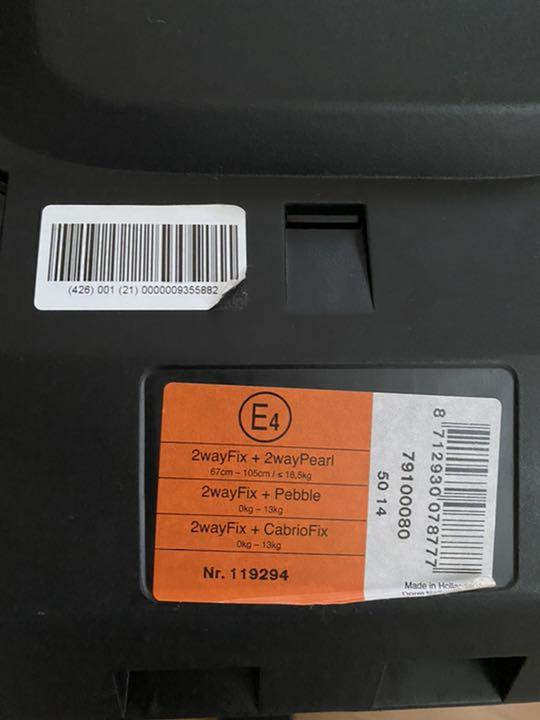 (426) 001 (21) 0000009355882
E4
2wayFix + 2wayPearl
67cm – 105cm / ≤ 18,5kg
2wayFix + Pebble
0kg – 13kg
2wayFix + CabrioFix
0kg – 13kg
Nr. 119294
50 14
79100080
8 712930 078777
Made in